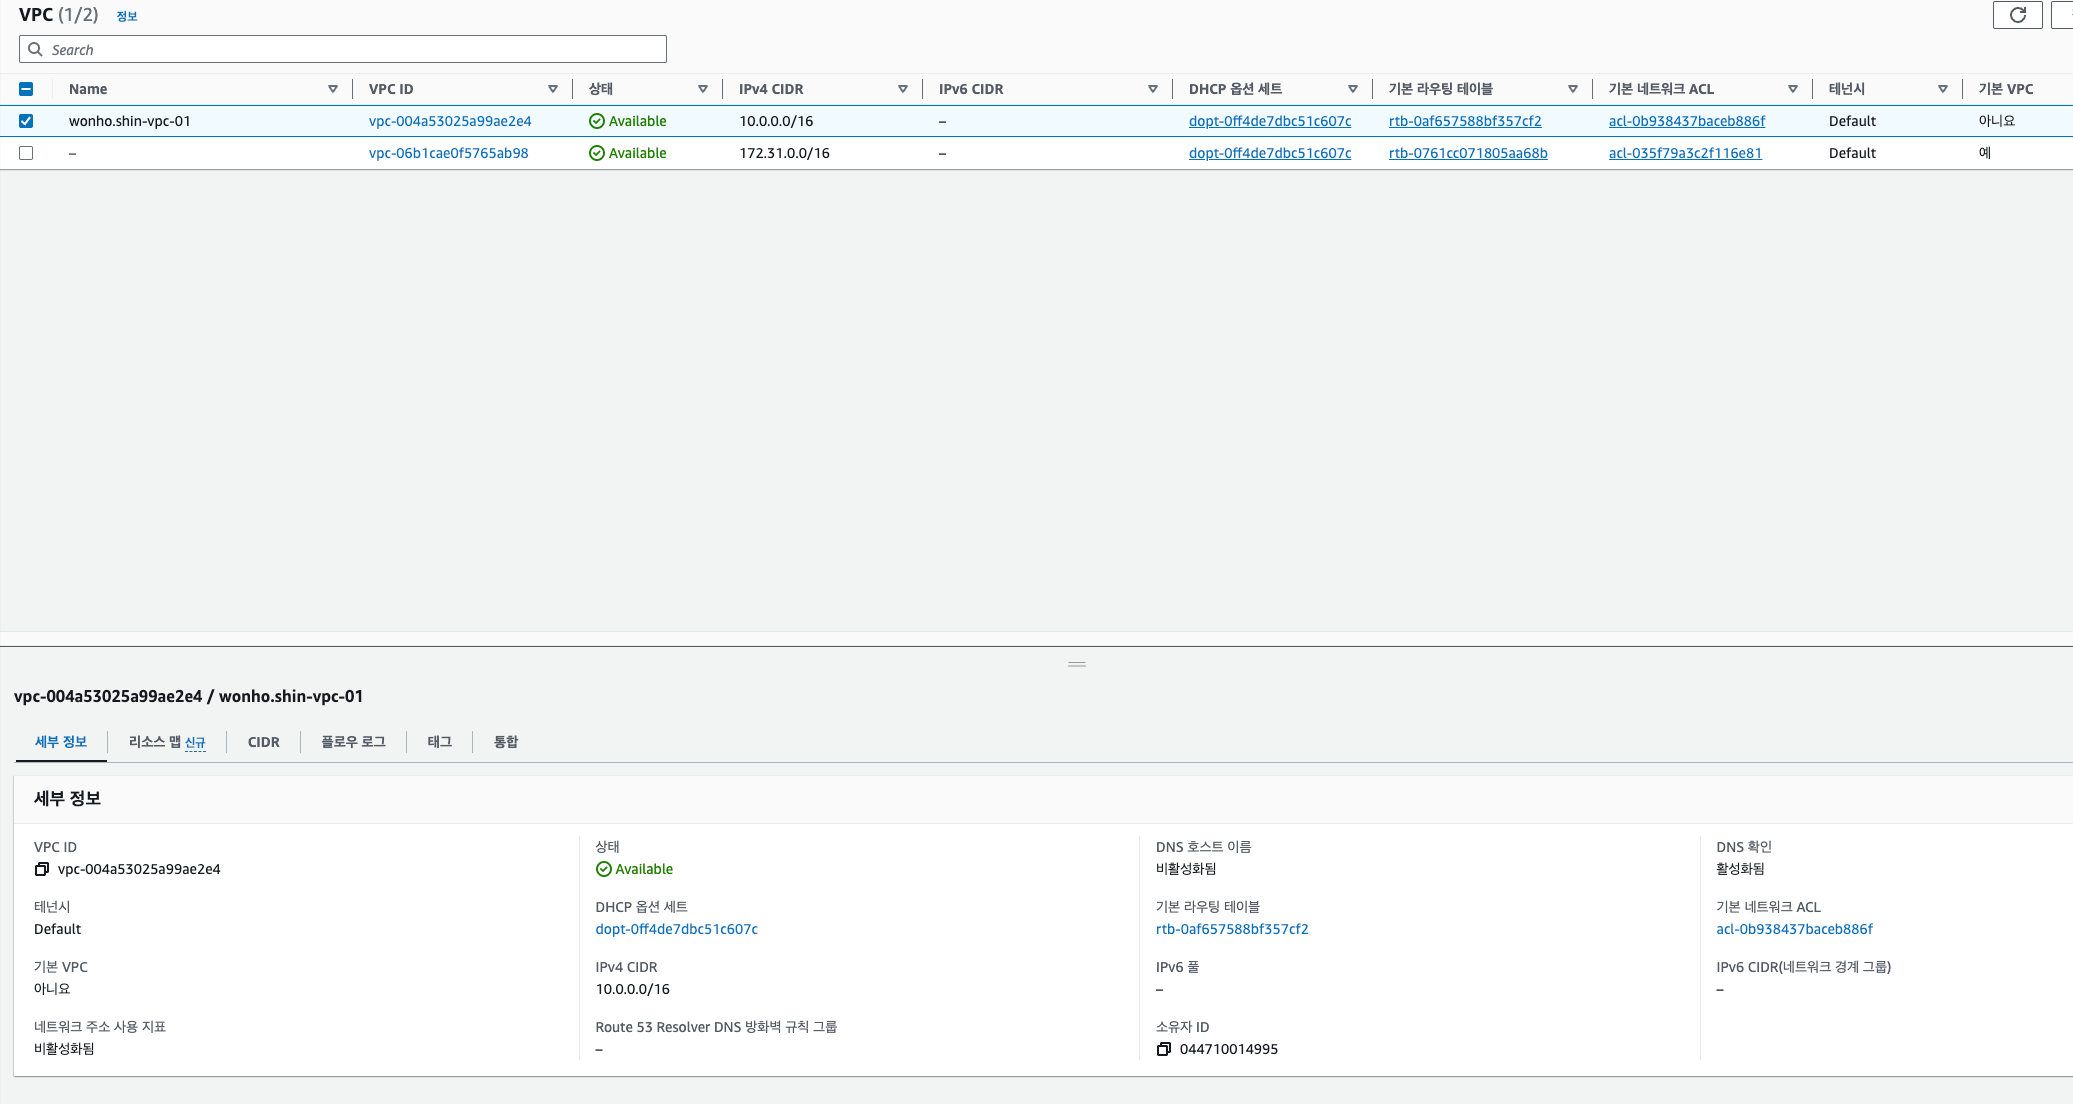 VPC (1/2) 정보
Search
Name VPC ID 상태 IPv4 CIDR IPv6 CIDR DHCP 옵션 세트 기본 라우팅 테이블 기본 네트워크 ACL 테넌시 기본 VPC
wonho.shin-vpc-01 vpc-004a53025a99ae2e4 Available 10.0.0.0/16 – dopt-0ff4de7dbc51c607c rtb-0af657588bf357cf2 acl-0b938437baceb886f Default 아니요
– vpc-06b1cae0f5765ab98 Available 172.31.0.0/16 – dopt-0ff4de7dbc51c607c rtb-0761cc071805aa68b acl-035f79a3c2f116e81 Default 예
vpc-004a53025a99ae2e4 / wonho.shin-vpc-01
세부 정보 리소스 맵 신규 CIDR 플로우 로그 태그 통합
세부 정보
VPC ID 상태 DNS 호스트 이름 DNS 확인
vpc-004a53025a99ae2e4 Available 비활성화됨 활성화됨
테넌시 DHCP 옵션 세트 기본 라우팅 테이블 기본 네트워크 ACL
Default dopt-0ff4de7dbc51c607c rtb-0af657588bf357cf2 acl-0b938437baceb886f
기본 VPC IPv4 CIDR IPv6 풀 IPv6 CIDR(네트워크 경계 그룹)
아니요 10.0.0.0/16 – –
네트워크 주소 사용 지표 Route 53 Resolver DNS 방화벽 규칙 그룹 소유자 ID
비활성화됨 – 044710014995